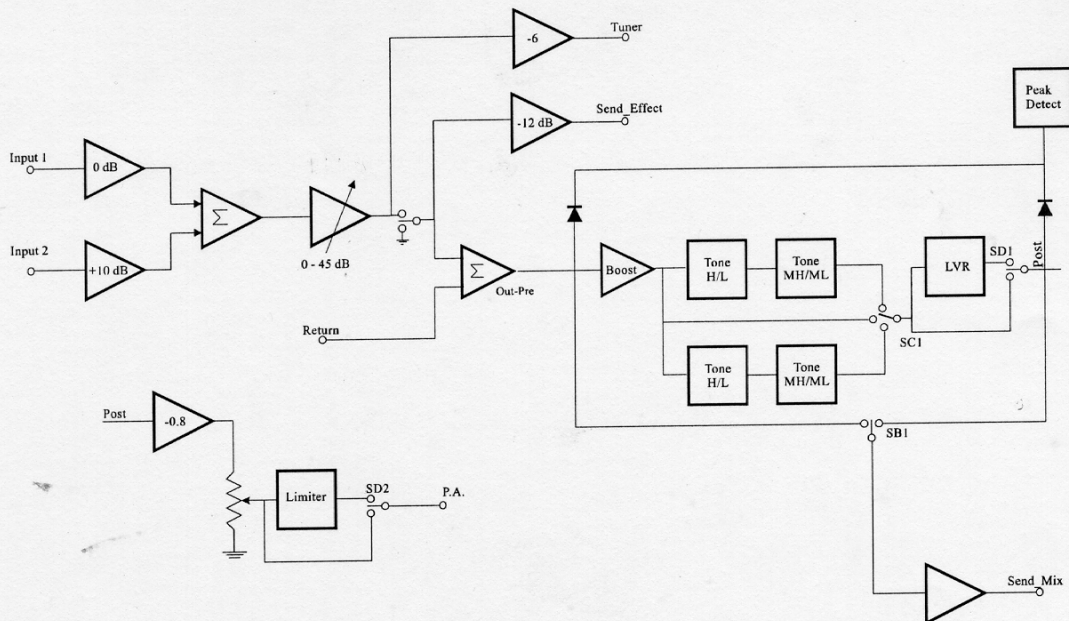 Tuner
-6
Send_Effect
-12 dB
Peak
Detect
Input 1
0 dB
Σ
Input 2
+10 dB
0 - 45 dB
Σ
Out-Pre
Return
Boost
Tone
H/L
Tone
MH/ML
LVR
SD1
Post
SC1
Tone
H/L
Tone
MH/ML
SB1
Post
-0.8
Limiter
SD2
P.A.
Send_Mix